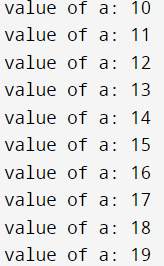 value of a: 10
value of a: 11
value of a: 12
value of a: 13
value of a: 14
value of a: 15
value of a: 16
value of a: 17
value of a: 18
value of a: 19